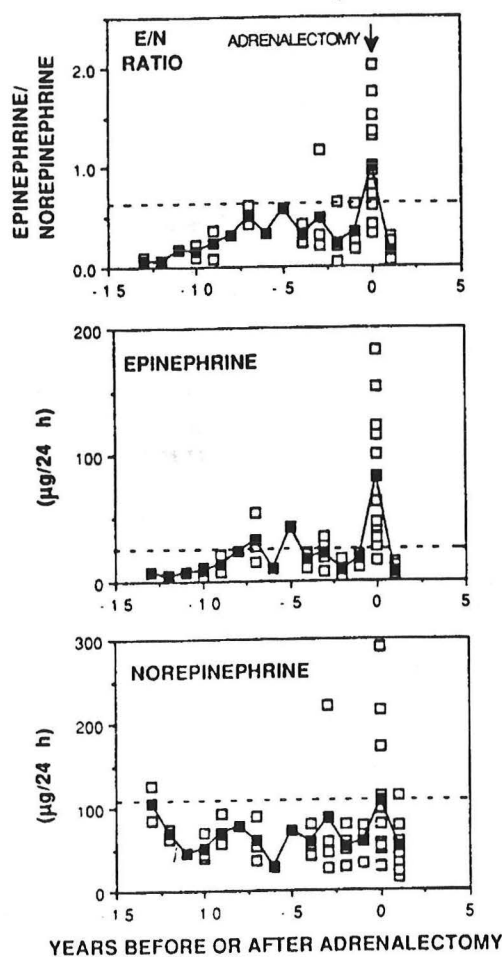 E/N
RATIO
ADRENALECTOMY
EPINEPHRINE/
NOREPINEPHRINE
2.0
1.0
0.0
-15 -10 -5 0 5
EPINEPHRINE
(μg/24 h)
200
100
0
-15 -10 -5 0 5
NOREPINEPHRINE
(μg/24 h)
300
200
100
0
-15 -10 -5 0 5
YEARS BEFORE OR AFTER ADRENALECTOMY